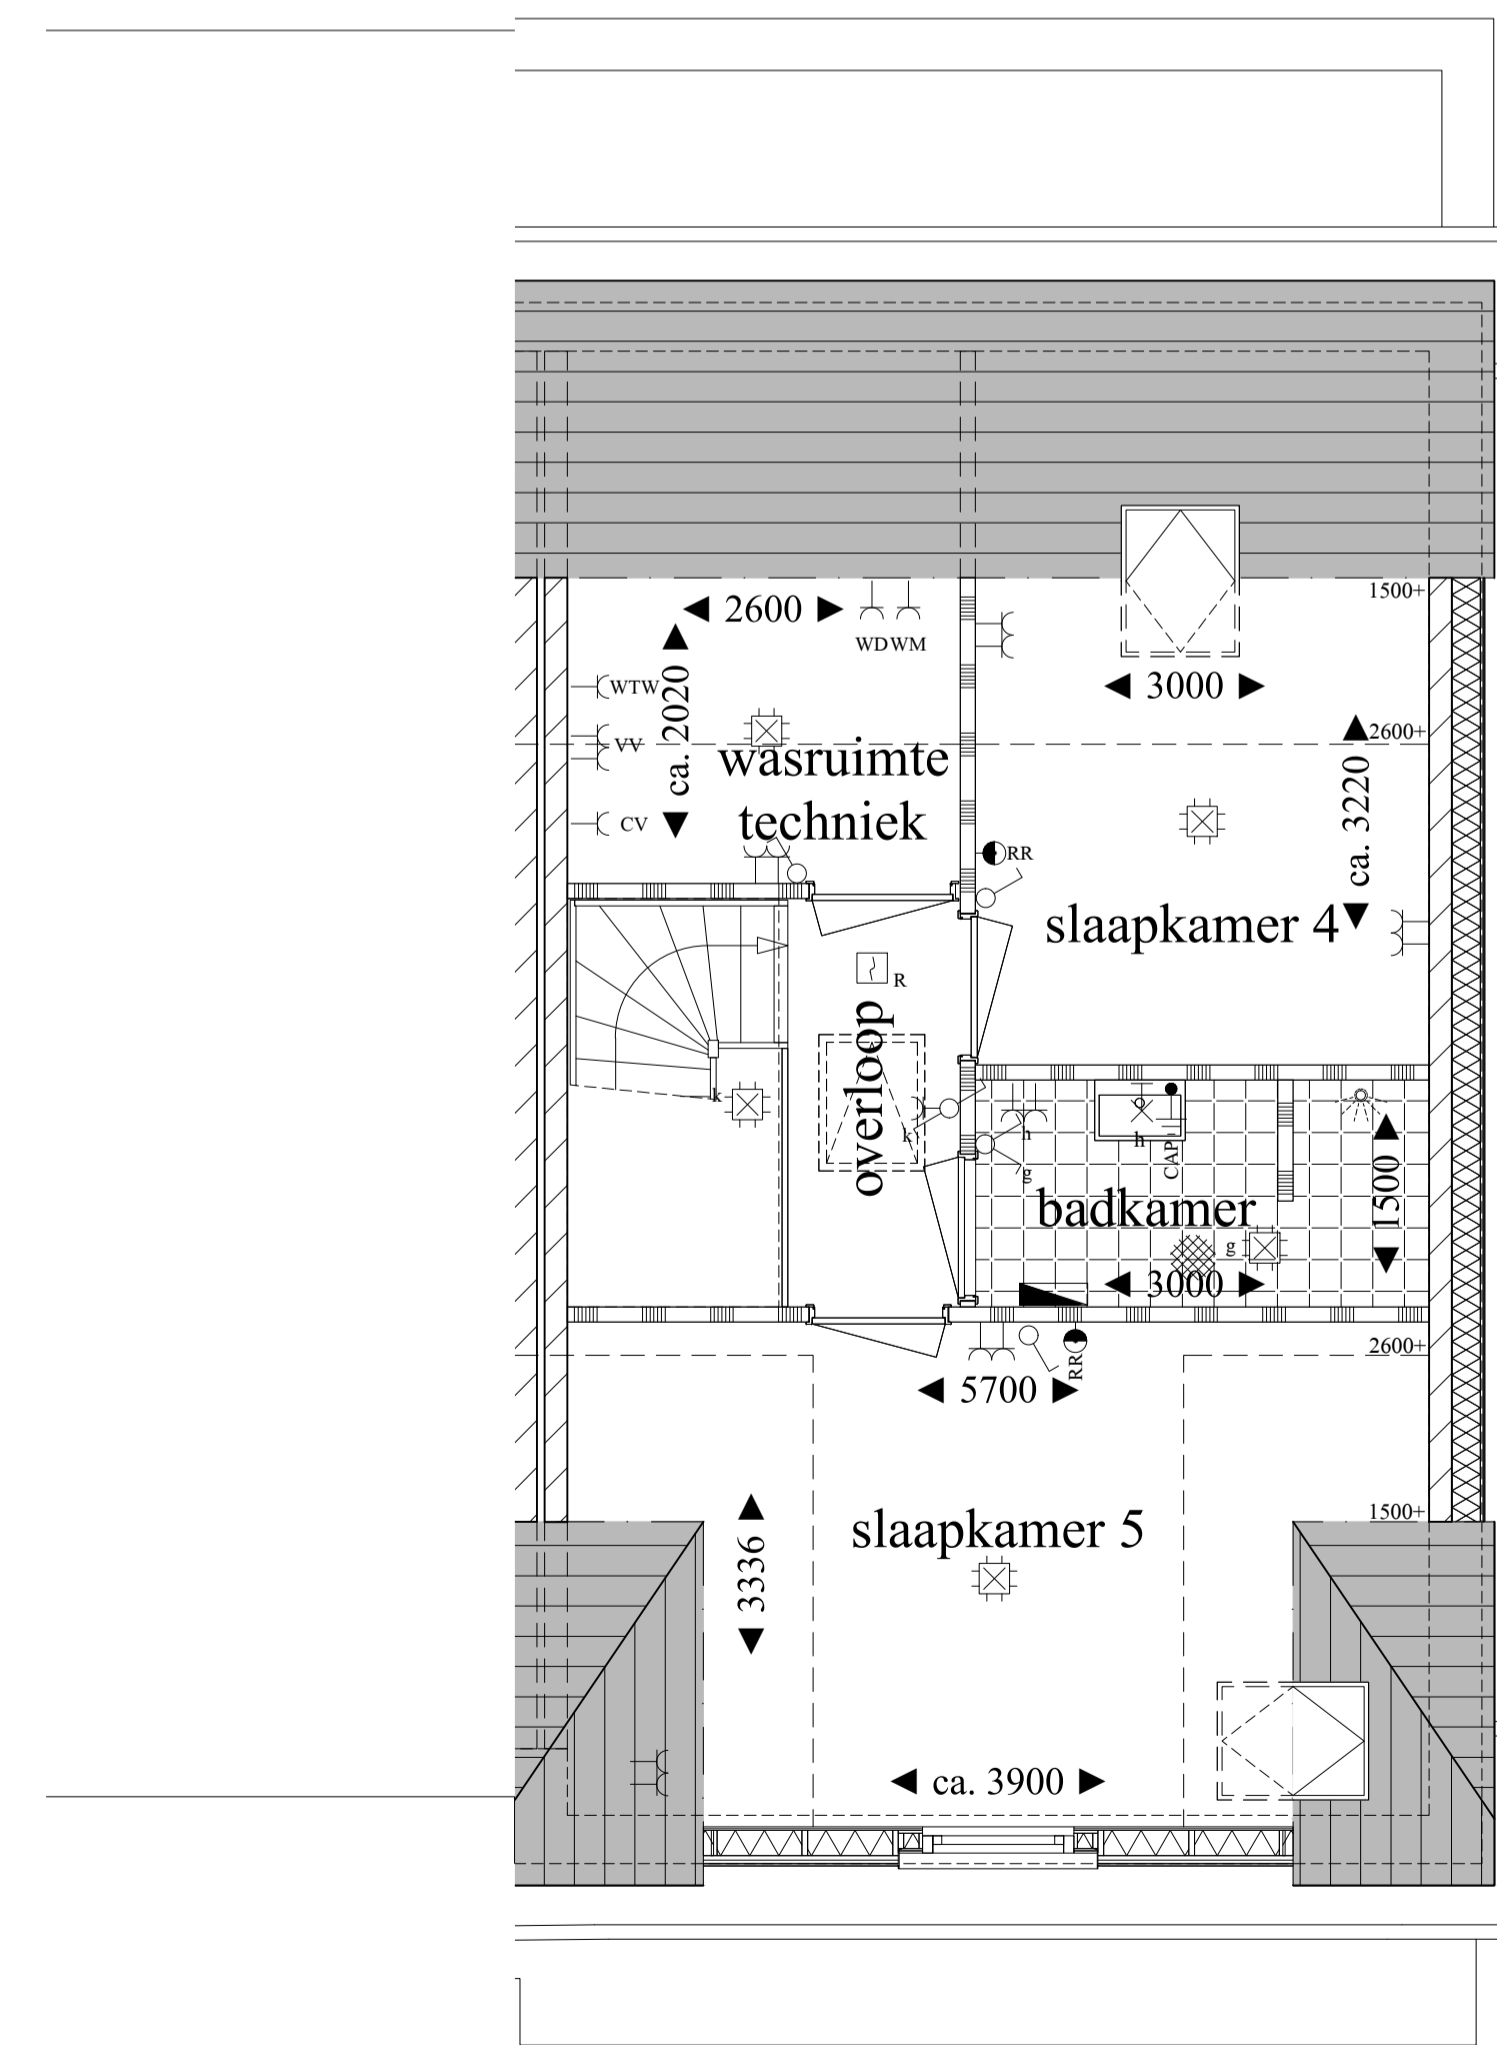 1500+
2600
WD WM
WTW
3000
ca. 2020
2600+
VV
wasruimte
techniek
ca. 3220
CV
RR
slaapkamer 4
R
overloop
k
k
h
h
CAP
g
1500
badkamer
g
3000
2600+
RR
5700
1500+
slaapkamer 5
3336
ca. 3900